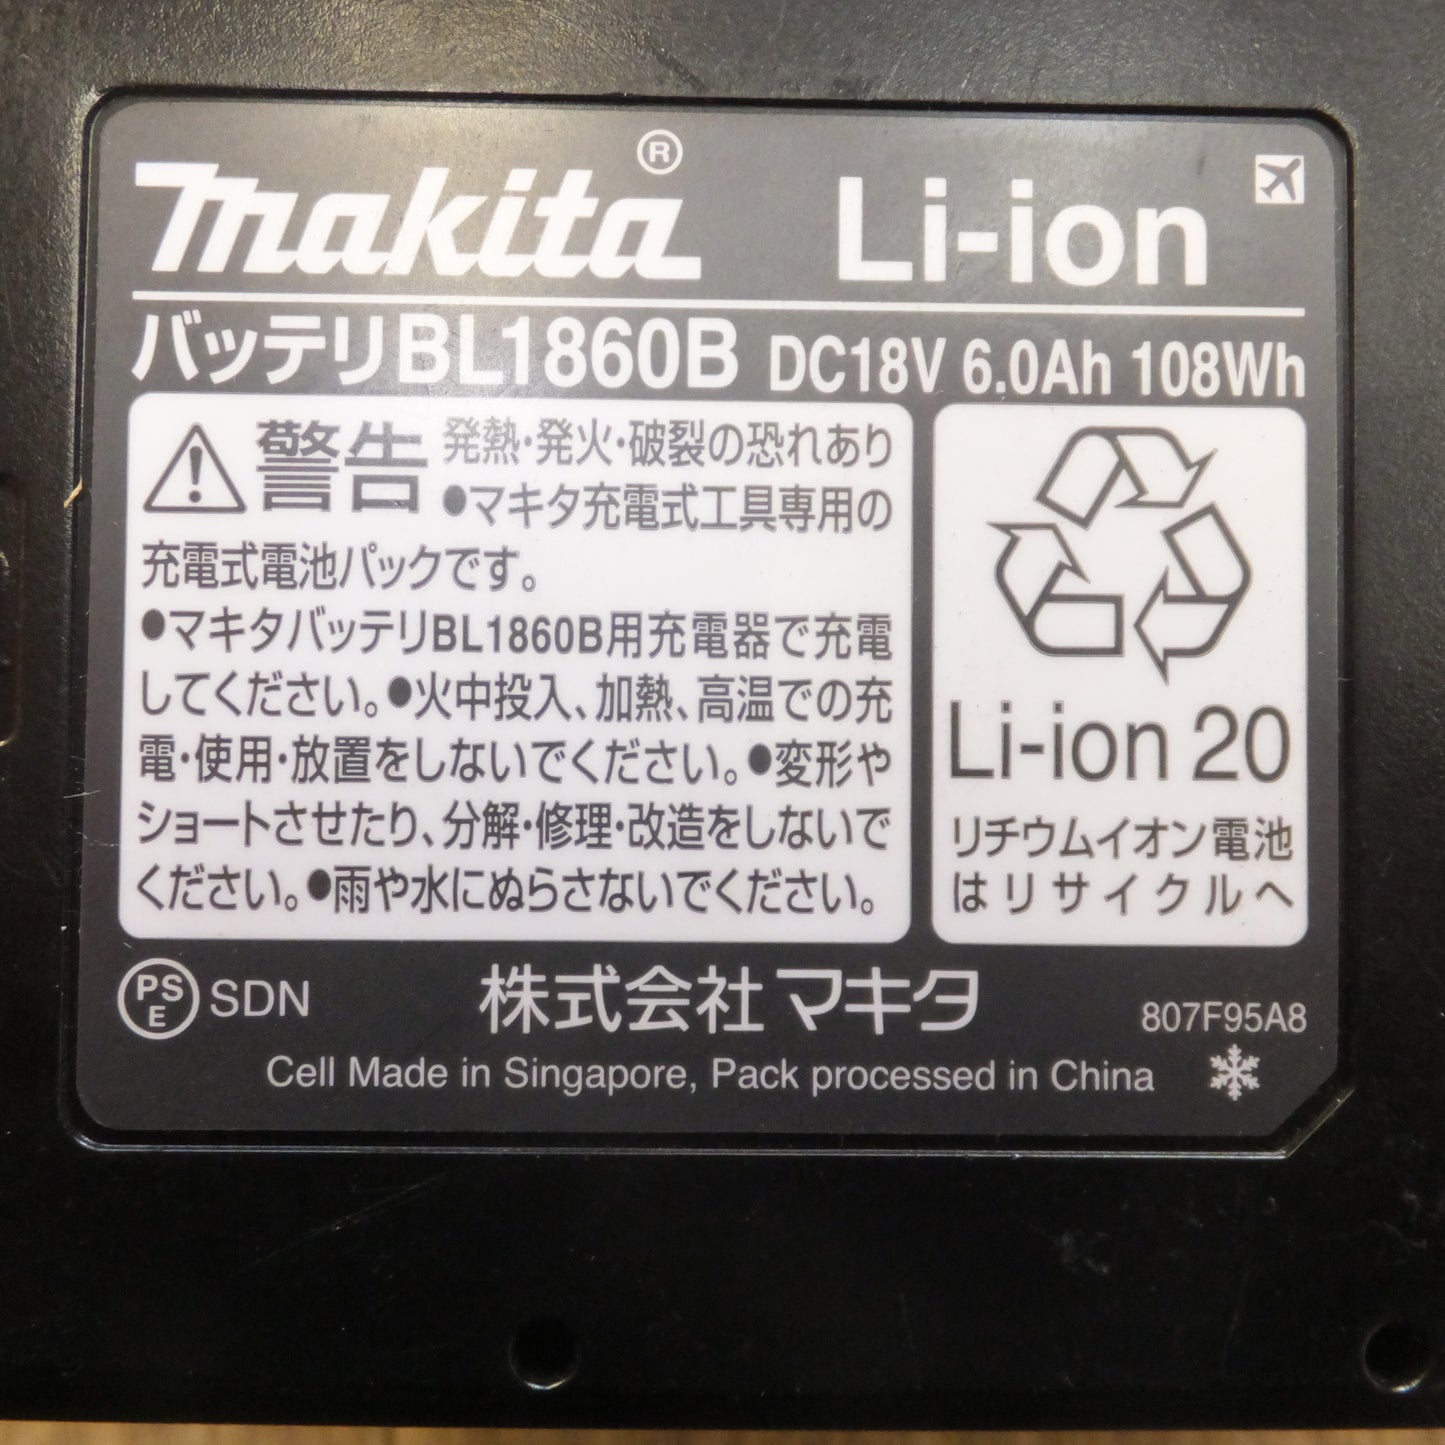 makita® Li-ion
バッテリBL1860B DC18V 6.0Ah 108Wh
警告 発熱・発火・破裂の恐れあり
●マキタ充電式工具専用の
充電式電池パックです。
●マキタバッテリBL1860B用充電器で充電
してください。●火中投入、加熱、高温での充
電・使用・放置をしないでください。●変形や
ショートさせたり、分解・修理・改造をしないで
ください。●雨や水にぬらさないでください。
Li-ion 20
リチウムイオン電池
はリサイクルへ
PSE SDN 株式会社マキタ 807F95A8
Cell Made in Singapore, Pack processed in China